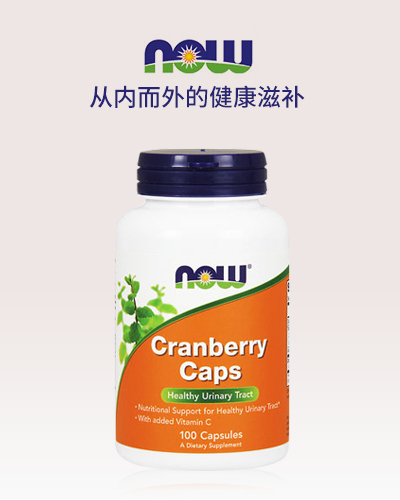 now
从内而外的健康滋补
now®
Cranberry
Caps
Healthy Urinary Tract
• Nutritional Support for Healthy Urinary Tract*
• With added Vitamin C
100 Capsules
A Dietary Supplement